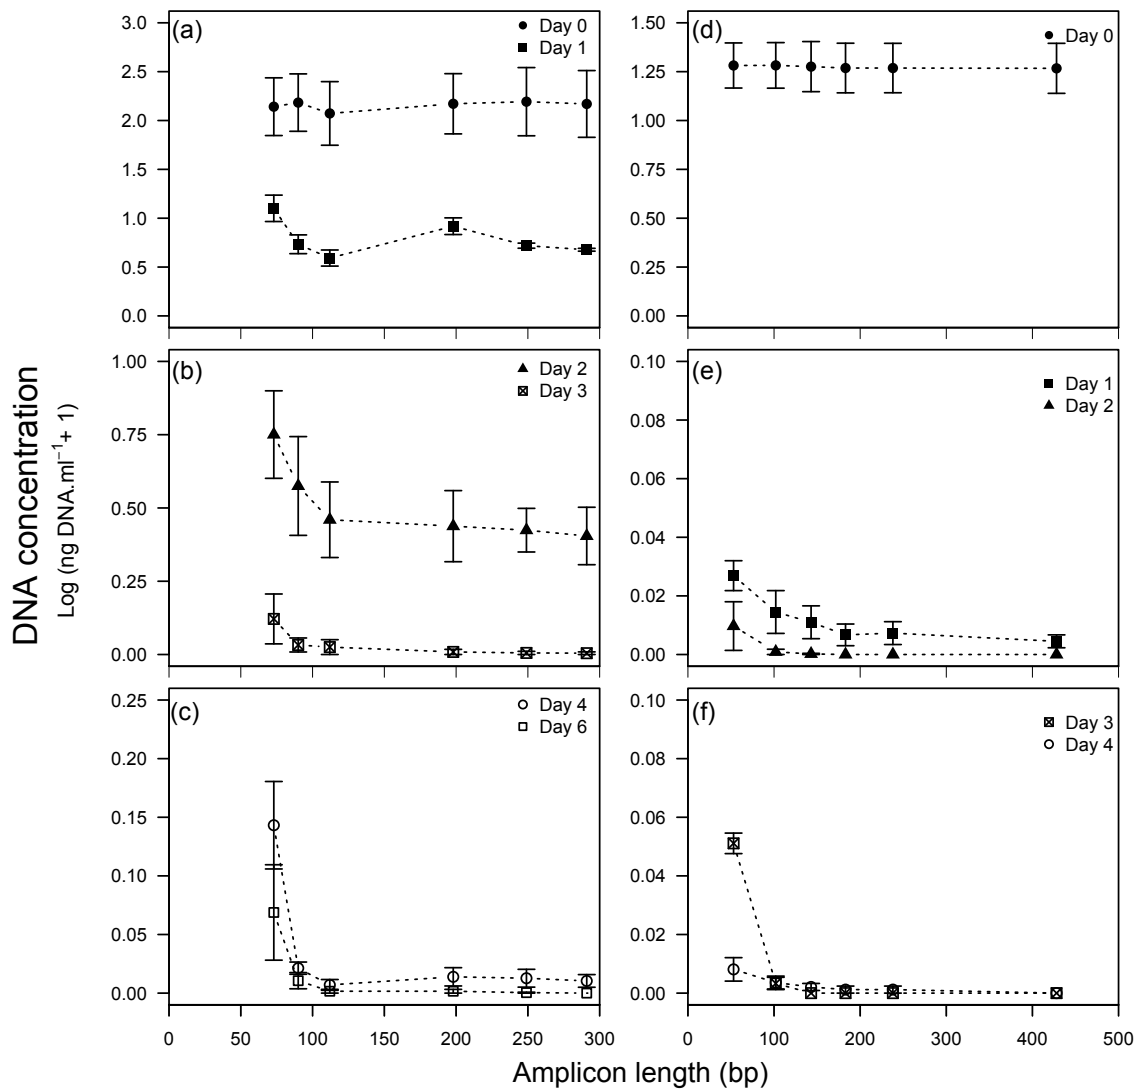 (a)
Day 0
Day 1
3.0
2.5
2.0
1.5
1.0
0.5
0.0
(d)
Day 0
1.50
1.25
1.00
0.75
0.50
0.25
0.00
(b)
Day 2
Day 3
1.00
0.75
0.50
0.25
0.00
(e)
Day 1
Day 2
0.10
0.08
0.06
0.04
0.02
0.00
(c)
Day 4
Day 6
0.25
0.20
0.15
0.10
0.05
0.00
0 50 100 150 200 250 300
(f)
Day 3
Day 4
0.10
0.08
0.06
0.04
0.02
0.00
0 100 200 300 400 500
DNA concentration
Log (ng DNA.ml⁻¹+ 1)
Amplicon length (bp)